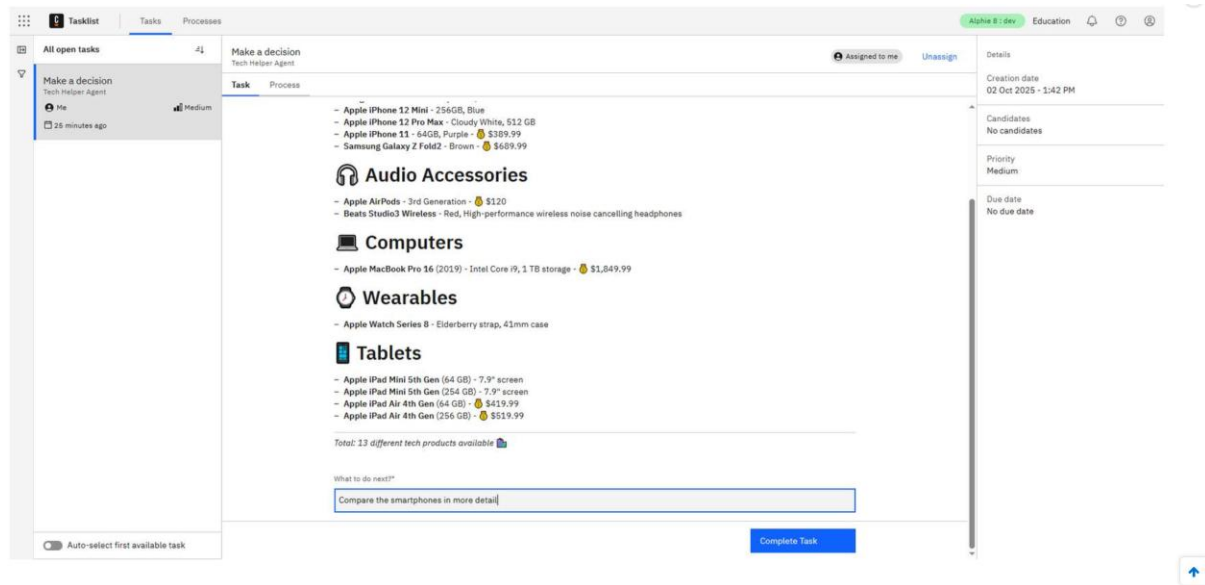 Tasklist
Tasks
Processes
Alphie 8 : dev
Education
All open tasks
Make a decision
Tech Helper Agent
Me
Medium
25 minutes ago
Auto-select first available task
Make a decision
Tech Helper Agent
Assigned to me
Unassign
Task
Process
– Apple iPhone 12 Mini - 256GB, Blue
– Apple iPhone 12 Pro Max - Cloudy White, 512 GB
– Apple iPhone 11 - 64GB, Purple - $389.99
– Samsung Galaxy Z Fold2 - Brown - $689.99
Audio Accessories
– Apple AirPods - 3rd Generation - $120
– Beats Studio3 Wireless - Red, High-performance wireless noise cancelling headphones
Computers
– Apple MacBook Pro 16 (2019) - Intel Core i9, 1 TB storage - $1,849.99
Wearables
– Apple Watch Series 8 - Elderberry strap, 41mm case
Tablets
– Apple iPad Mini 5th Gen (64 GB) - 7.9" screen
– Apple iPad Mini 5th Gen (254 GB) - 7.9" screen
– Apple iPad Air 4th Gen (64 GB) - $419.99
– Apple iPad Air 4th Gen (256 GB) - $519.99
Total: 13 different tech products available
What to do next?*
Compare the smartphones in more detail
Complete Task
Details
Creation date
02 Oct 2025 - 1:42 PM
Candidates
No candidates
Priority
Medium
Due date
No due date